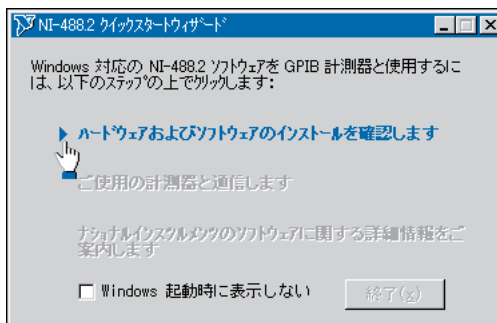 NI-488.2 クイックスタートウィザード
Windows 対応の NI-488.2 ソフトウェアを GPIB 計測器と使用するに
は、以下のステップの上でクリックします:
ハードウェアおよびソフトウェアのインストールを確認します
ご使用の計測器と通信します
ナショナルインスツルメンツのソフトウェアに関する詳細情報をご
案内します
Windows 起動時に表示しない
終了(x)